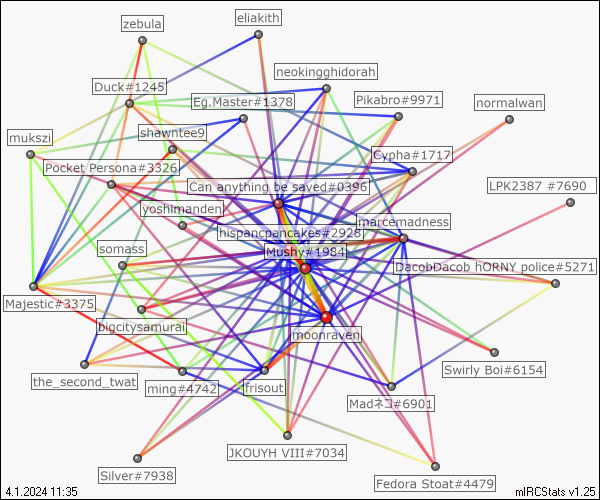 eliakith
zebula
neokingghidorah
Duck#1245
Eg.Master#1378
Pikabro#9971
normalwan
shawntee9
mukszi
Cypha#1717
Pocket Persona#3326
Can anything be saved#0396
LPK2387 #7690
yoshimanden
marcemadness
hispancpancakes#2928
somass
Mushy#1984
DacobDacob hORNY police#5271
Majestic#3375
bigcitysamurai
moonraven
Swirly Boi#6154
the_second_twat
ming#4742
frisout
Madネコ#6901
JKOUYH VIII#7034
Silver#7938
Fedora Stoat#4479
4.1.2024 11:35
mIRCStats v1.25